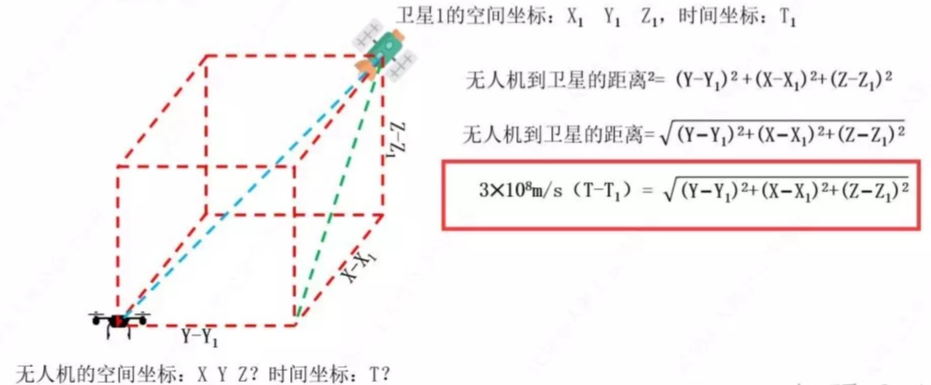 卫星1的空间坐标：X₁ Y₁ Z₁，时间坐标：T₁
无人机到卫星的距离²= (Y-Y₁)²+(X-X₁)²+(Z-Z₁)²
无人机到卫星的距离=√(Y-Y₁)²+(X-X₁)²+(Z-Z₁)²
3×10⁸m/s（T-T₁）= √(Y-Y₁)²+(X-X₁)²+(Z-Z₁)²
Z-Z₁
X-X₁
Y-Y₁
无人机的空间坐标：X Y Z？时间坐标：T？